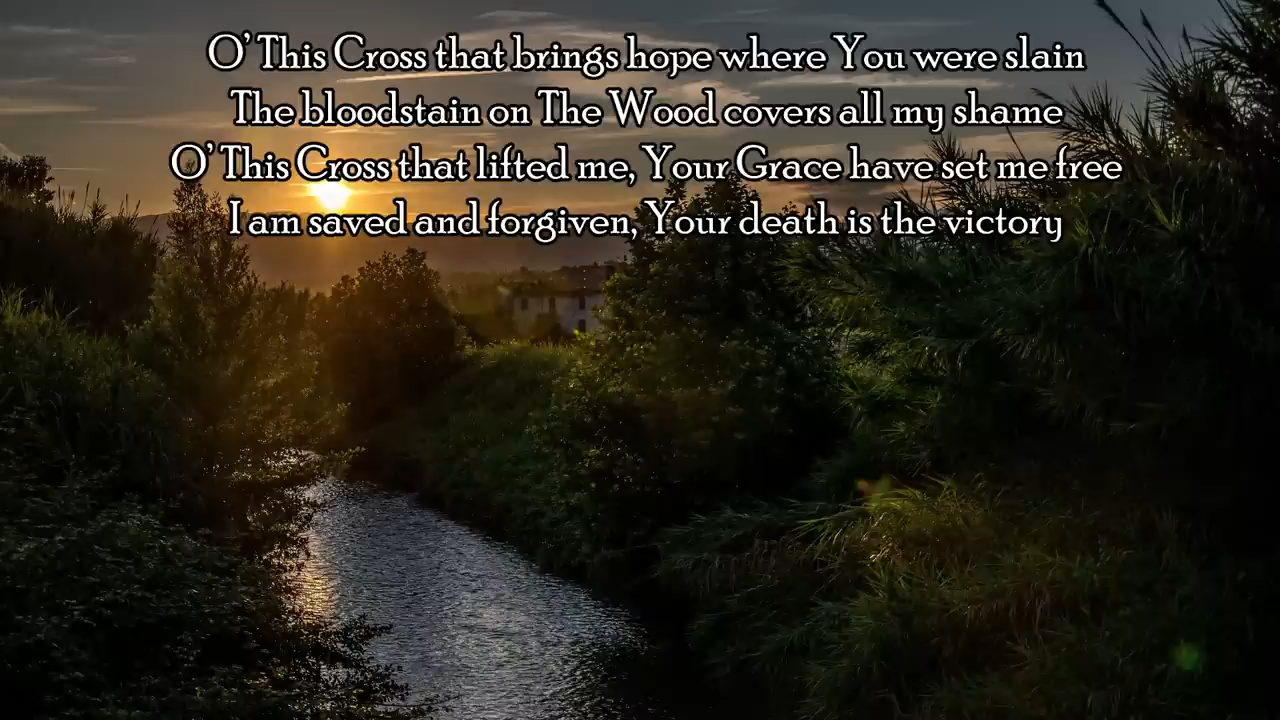 O' This Cross that brings hope where You were slain
The bloodstain on The Wood covers all my shame
O' This Cross that lifted me, Your Grace have set me free
I am saved and forgiven, Your death is the victory